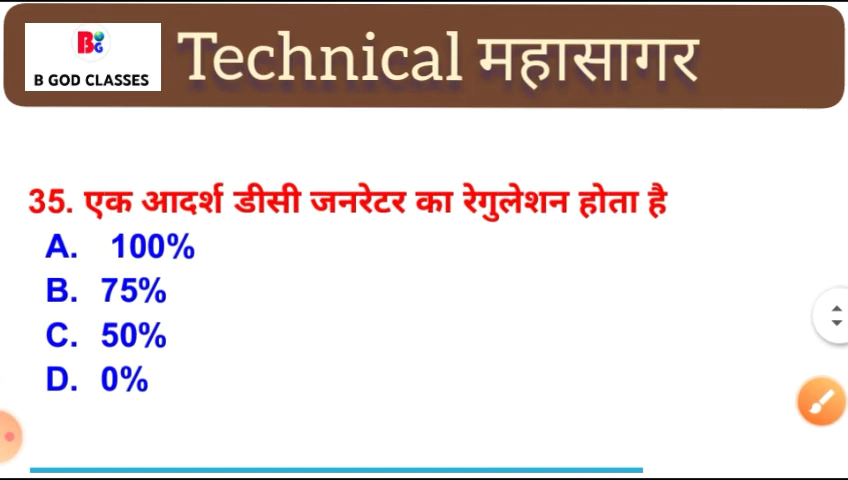 BG
B GOD CLASSES
Technical महासागर
35. एक आदर्श डीसी जनरेटर का रेगुलेशन होता है
A. 100%
B. 75%
C. 50%
D. 0%